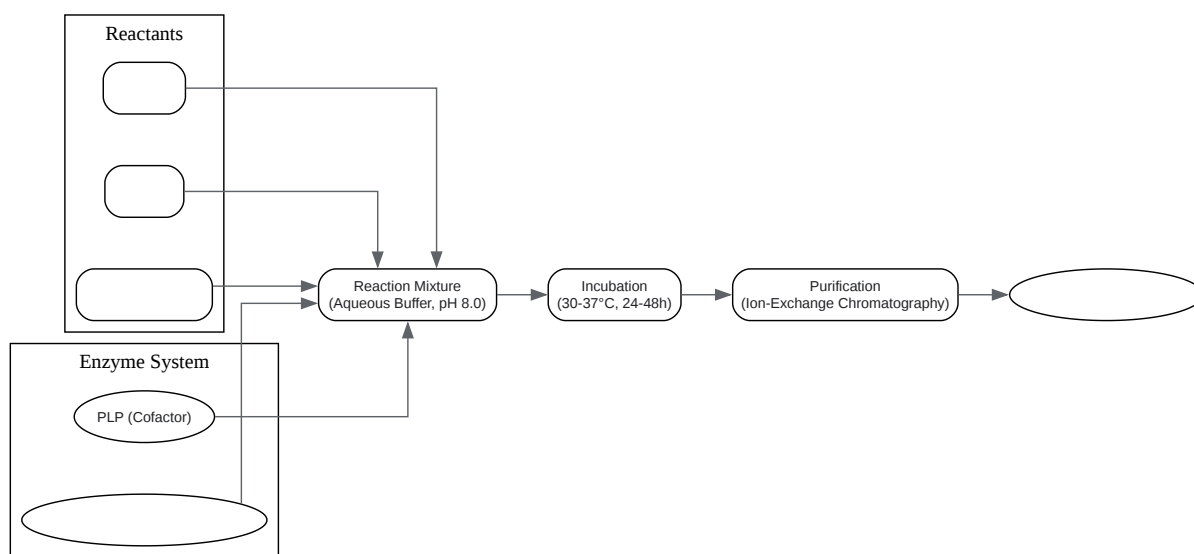 Reactants
Reaction Mixture
(Aqueous Buffer, pH 8.0)
Incubation
(30-37°C, 24-48h)
Purification
(Ion-Exchange Chromatography)
Enzyme System
PLP (Cofactor)